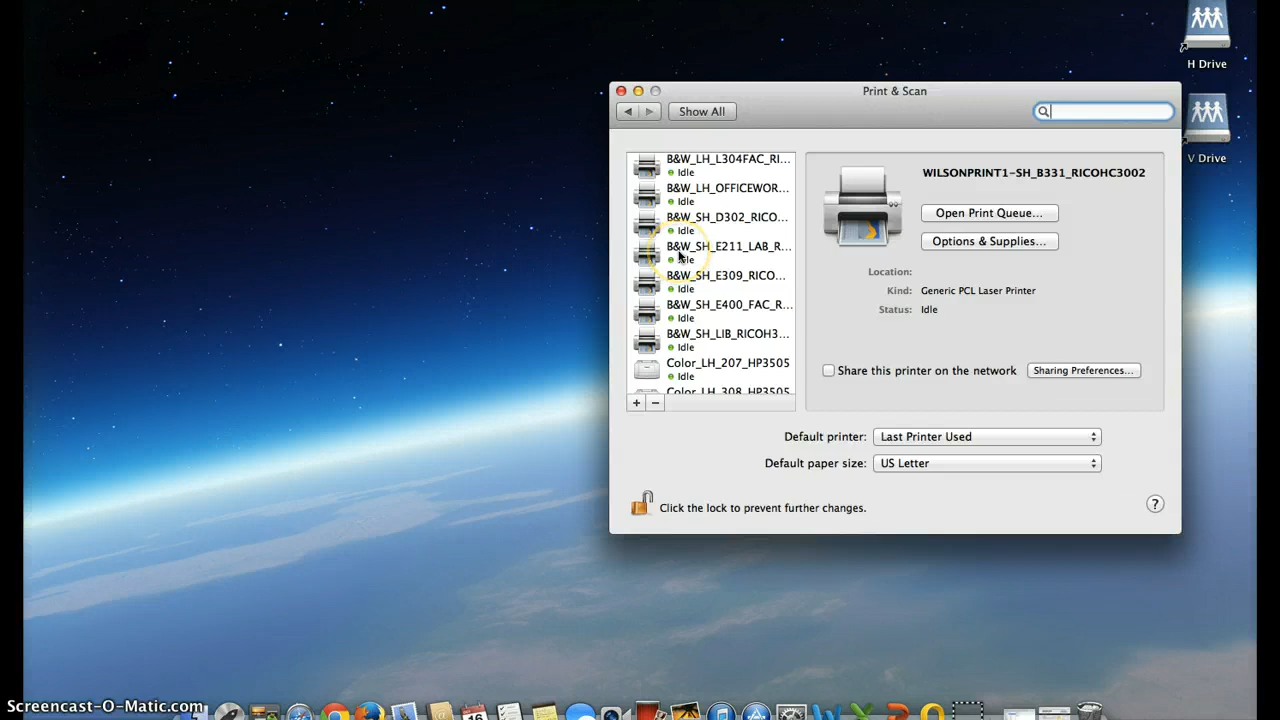 H Drive
V Drive
Print & Scan
Show All
B&W_LH_L304FAC_RI...
Idle
B&W_LH_OFFICEWOR...
Idle
B&W_SH_D302_RICO...
Idle
B&W_SH_E211_LAB_R...
Idle
B&W_SH_E309_RICO...
Idle
B&W_SH_E400_FAC_R...
Idle
B&W_SH_LIB_RICOH3...
Idle
Color_LH_207_HP3505
Idle
Color_LH_308_HP3505
+ −
WILSONPRINT1-SH_B331_RICOHC3002
Open Print Queue...
Options & Supplies...
Location:
Kind: Generic PCL Laser Printer
Status: Idle
Share this printer on the network
Sharing Preferences...
Default printer: Last Printer Used
Default paper size: US Letter
Click the lock to prevent further changes.
?
Screencast-O-Matic.com
16